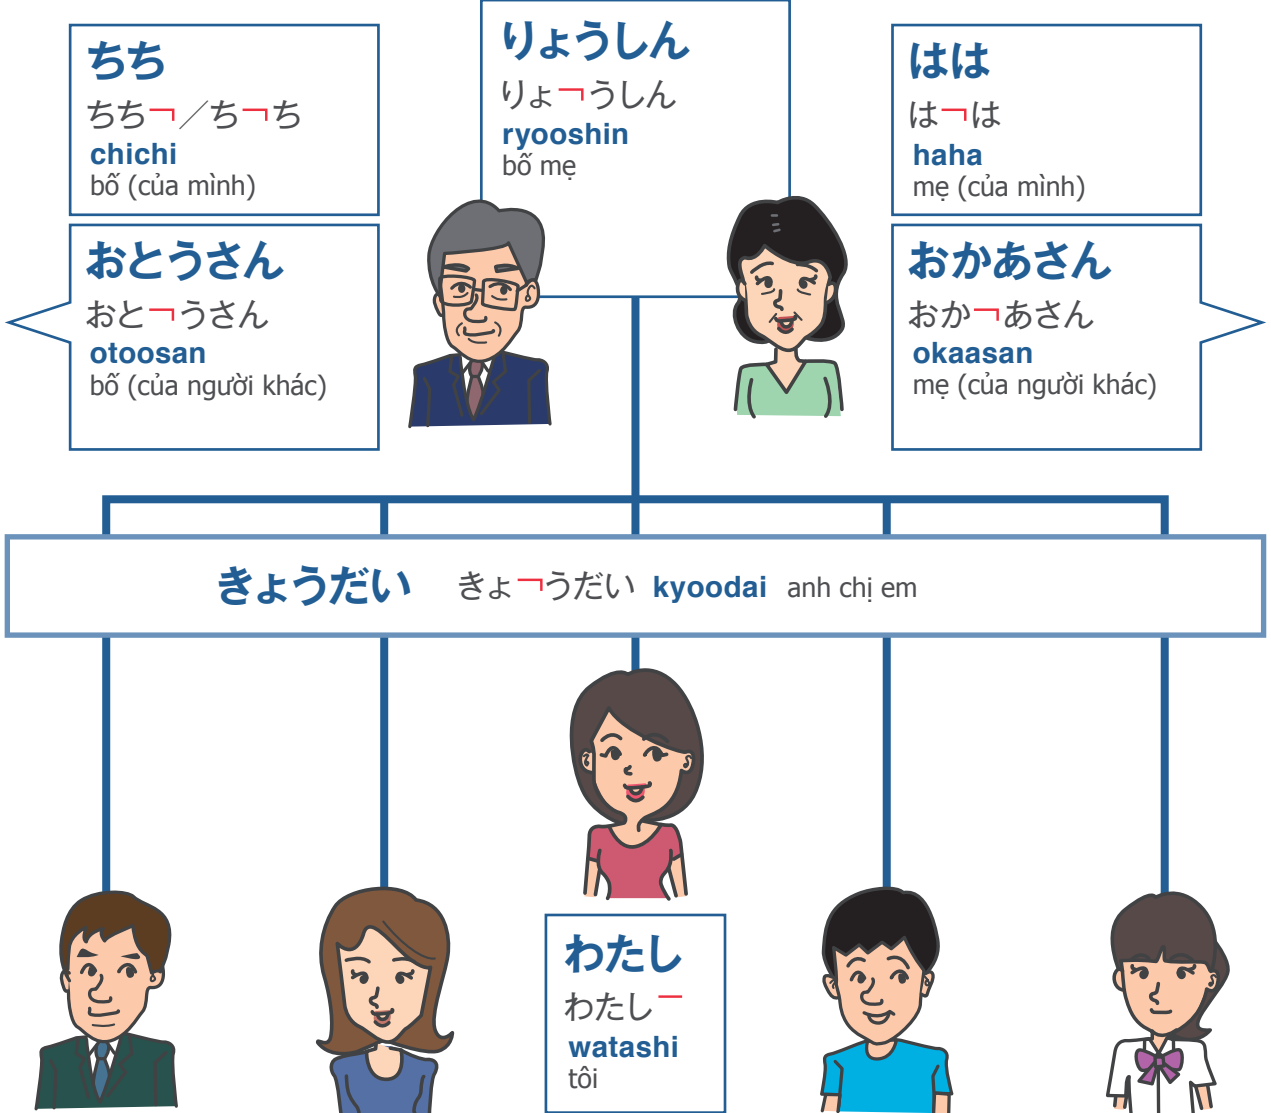 ちち
ちち¬／ち¬ち
chichi
bố (của mình)
りょうしん
りょ¬うしん
ryooshin
bố mẹ
はは
は¬は
haha
mẹ (của mình)
おとうさん
おと¬うさん
otoosan
bố (của người khác)
おかあさん
おか¬あさん
okaasan
mẹ (của người khác)
きょうだい きょ¬うだい kyoodai anh chị em
わたし
わたし¯
watashi
tôi